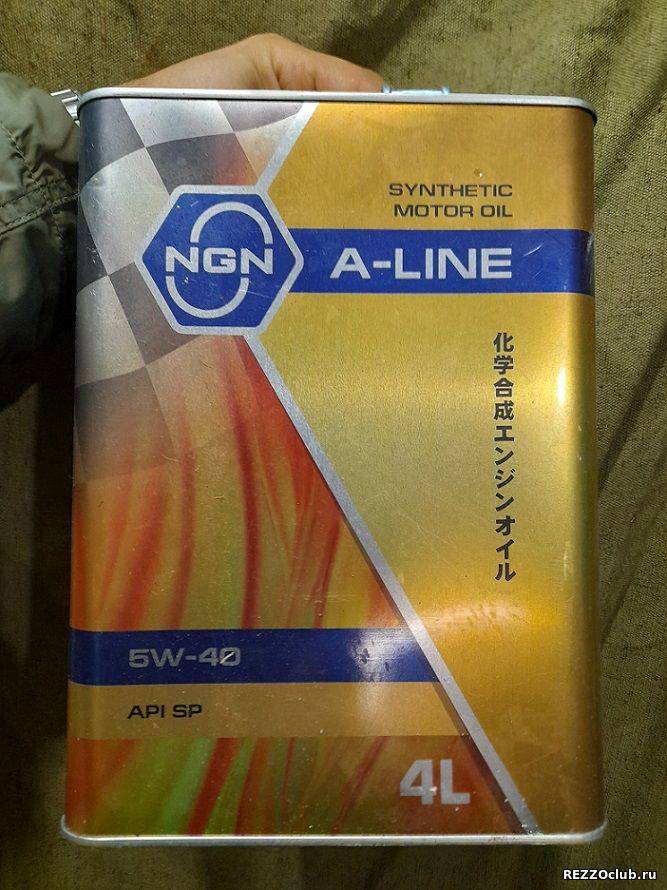 SYNTHETIC
MOTOR OIL
NGN
A-LINE
化学合成エンジンオイル
5W-40
API SP
4L
REZZOclub.ru